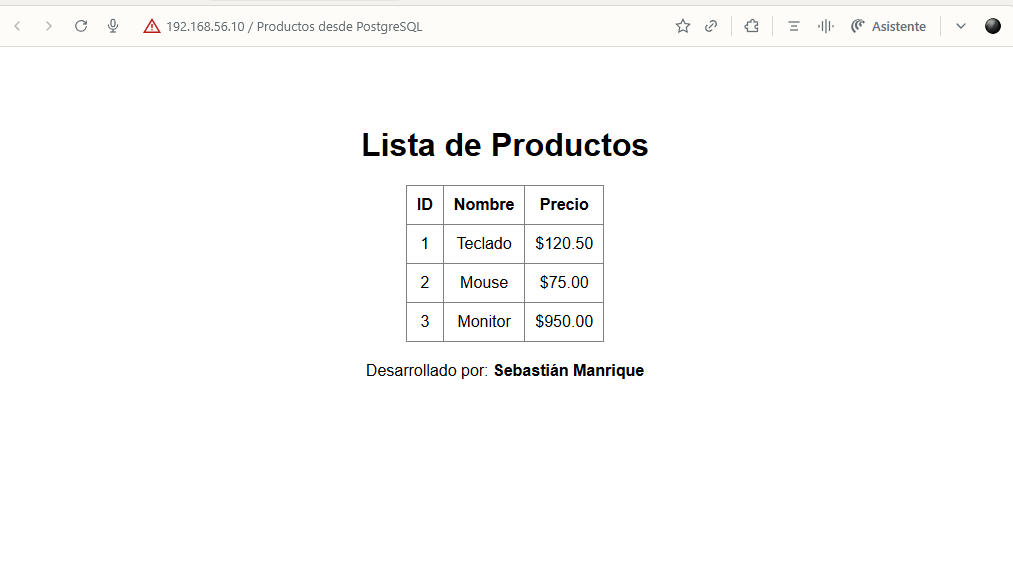 192.168.56.10 / Productos desde PostgreSQL
Asistente
Lista de Productos
ID Nombre Precio
1 Teclado $120.50
2 Mouse $75.00
3 Monitor $950.00
Desarrollado por: Sebastián Manrique